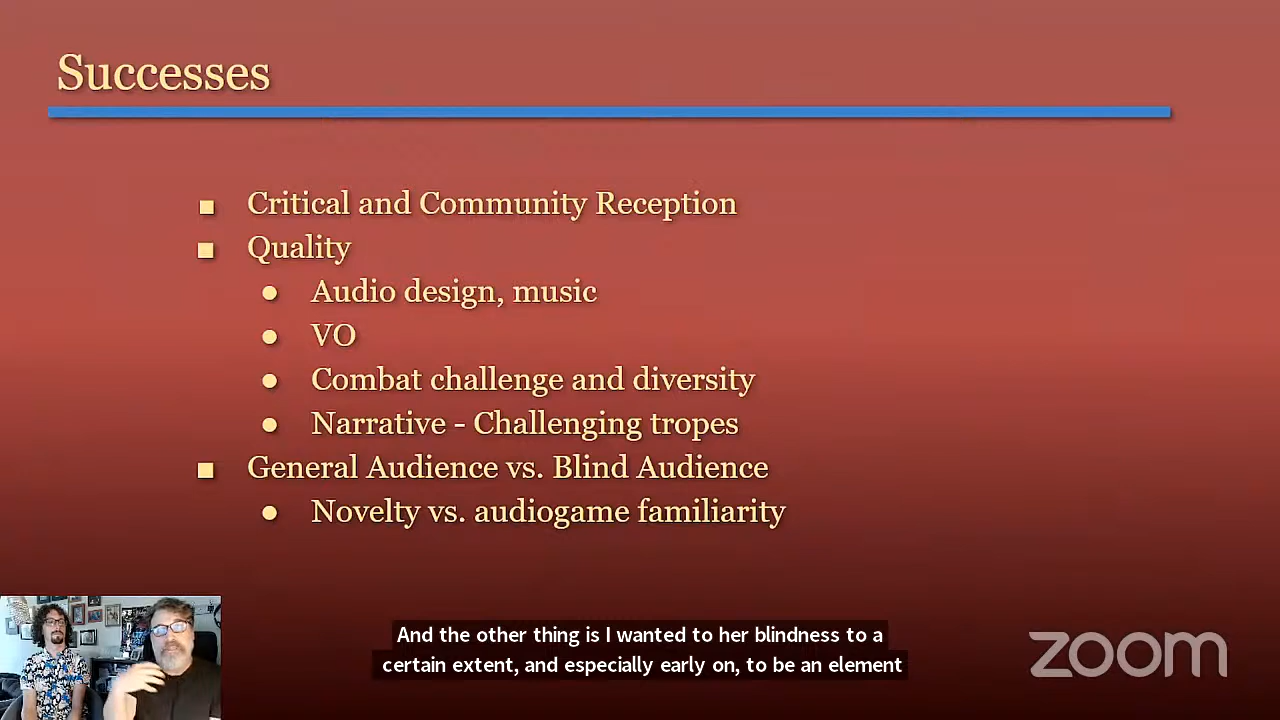 Successes
Critical and Community Reception
Quality
Audio design, music
VO
Combat challenge and diversity
Narrative - Challenging tropes
General Audience vs. Blind Audience
Novelty vs. audiogame familiarity
And the other thing is I wanted to her blindness to a
certain extent, and especially early on, to be an element
zoom